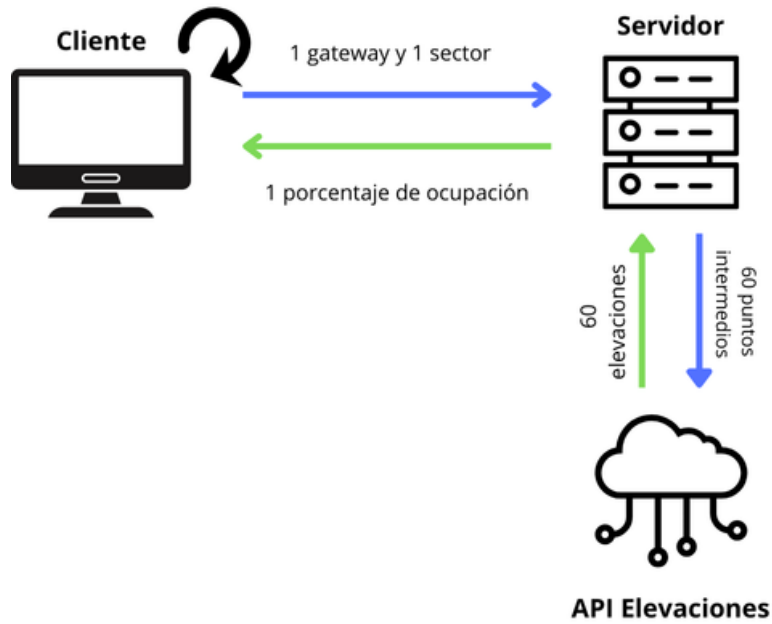 Cliente
1 gateway y 1 sector
Servidor
1 porcentaje de ocupación
60
elevaciones
60 puntos
intermedios
API Elevaciones